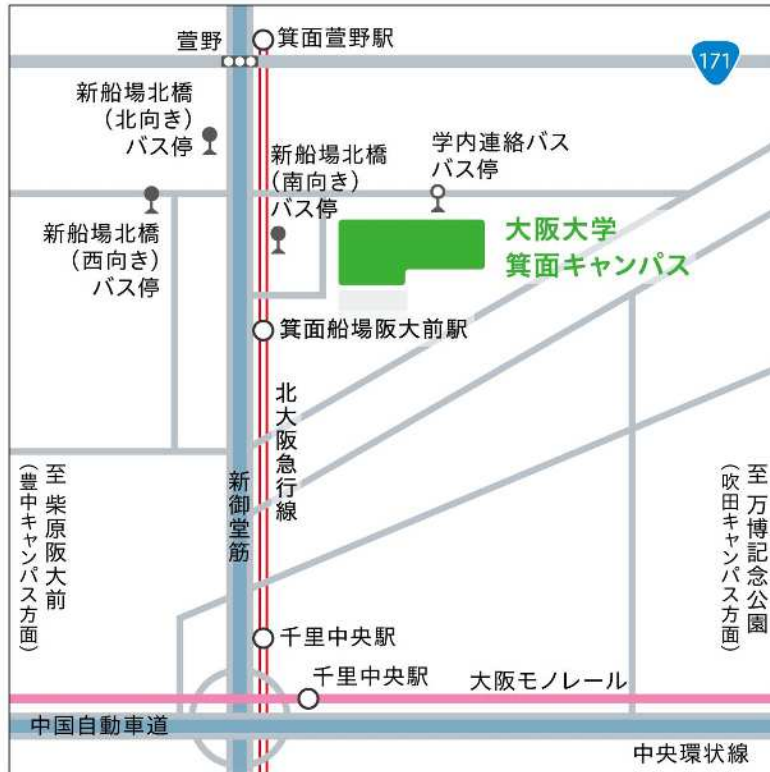 萱野
箕面萱野駅
171
新船場北橋
(北向き)
バス停
新船場北橋
(南向き)
バス停
学内連絡バス
バス停
新船場北橋
(西向き)
バス停
大阪大学
箕面キャンパス
箕面船場阪大前駅
北大阪急行線
新御堂筋
至 柴原阪大前
(豊中キャンパス方面)
至 万博記念公園
(吹田キャンパス方面)
千里中央駅
千里中央駅
大阪モノレール
中国自動車道
中央環状線